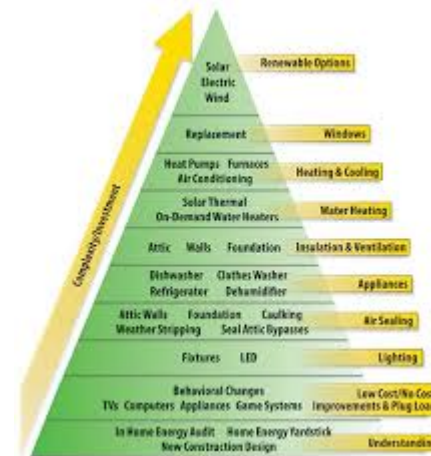 Complexity/Investment
Solar
Electric
Wind
Renewable Options
Replacement
Windows
Heat Pumps Furnaces
Air Conditioning
Heating & Cooling
Solar Thermal
On-Demand Water Heaters
Water Heating
Attic Walls Foundation
Insulation & Ventilation
Dishwasher Clothes Washer
Refrigerator Dehumidifier
Appliances
Attic Walls Foundation Caulking
Weather Stripping Seal Attic Bypasses
Air Sealing
Fixtures LED
Lighting
Behavioral Changes
TVs Computers Appliances Game Systems
Low Cost/No Cos
Improvements & Plug Loa
In Home Energy Audit Home Energy Yardstick
New Construction Design
Understandin